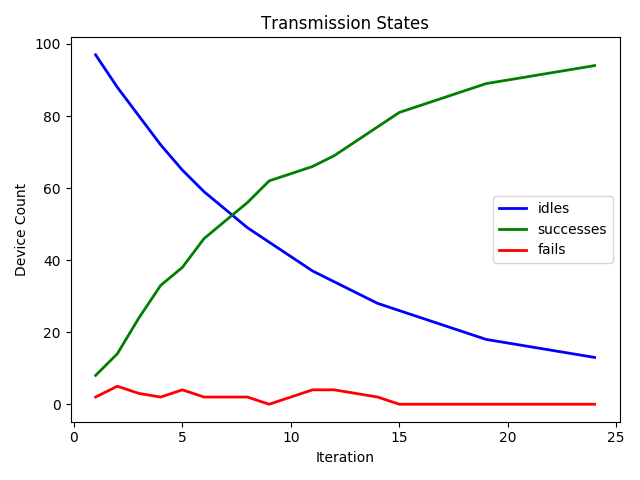 Transmission States
100
80
60
40
20
0
Device Count
idles
successes
fails
0 5 10 15 20 25
Iteration